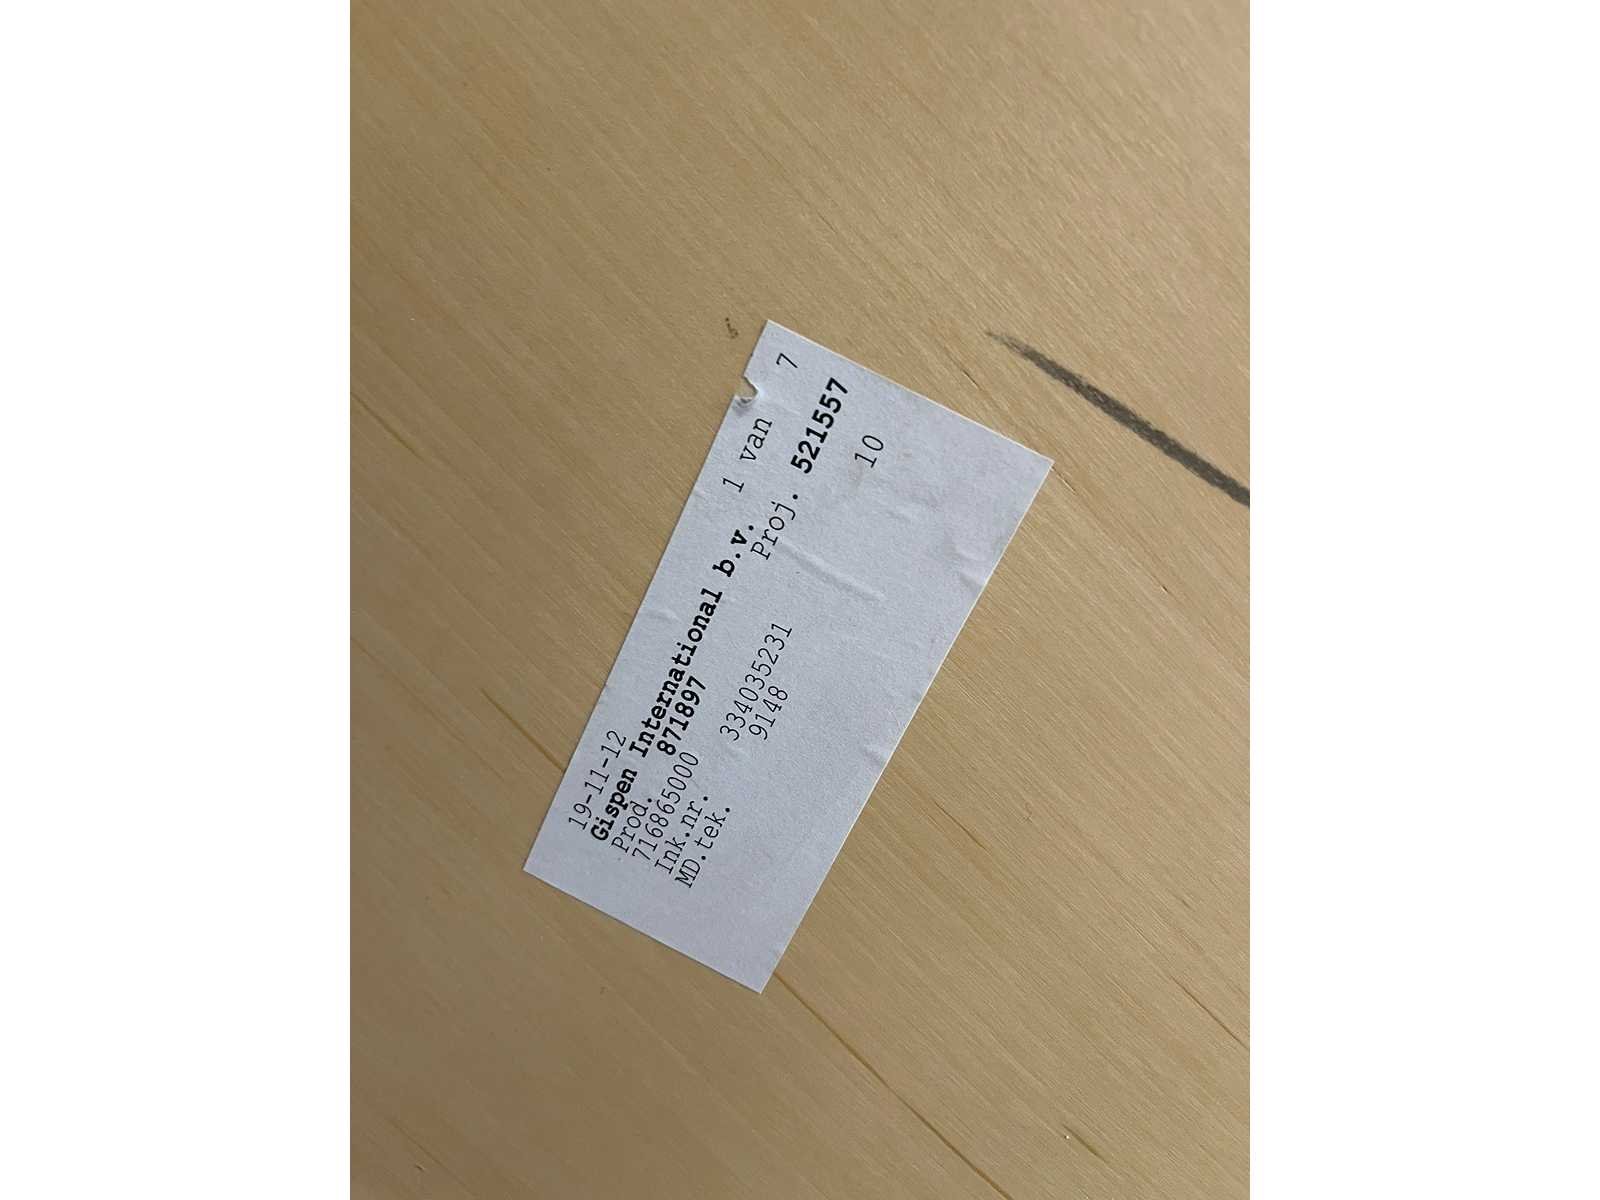 19-11-12 1 van 7
Gispen International b.v.
Prod. 871897 Proj. 521557
716865000 10
Ink.nr. 334035231
MD.tek. 9148